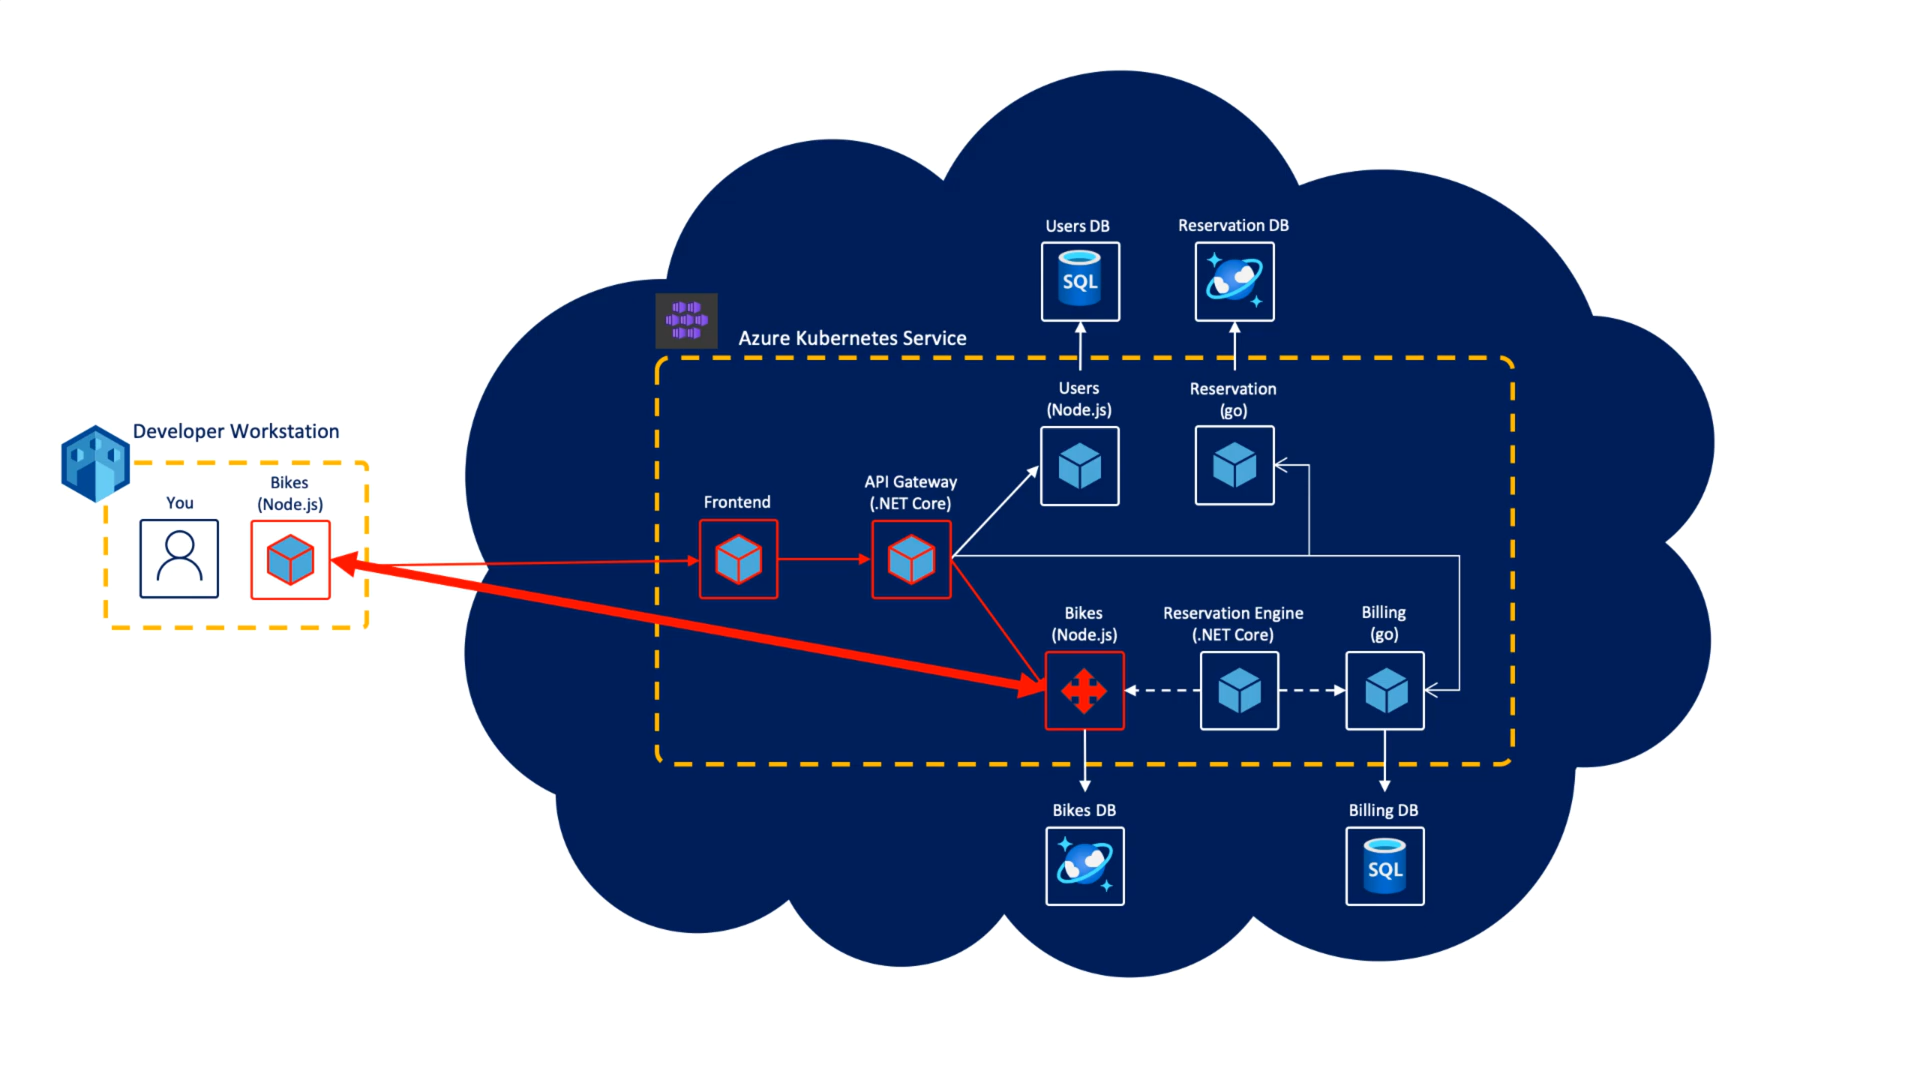 Users DB
SQL
Reservation DB
Azure Kubernetes Service
Users
(Node.js)
Reservation
(go)
Developer Workstation
You
Bikes
(Node.js)
Frontend
API Gateway
(.NET Core)
Bikes
(Node.js)
Reservation Engine
(.NET Core)
Billing
(go)
Bikes DB
Billing DB
SQL